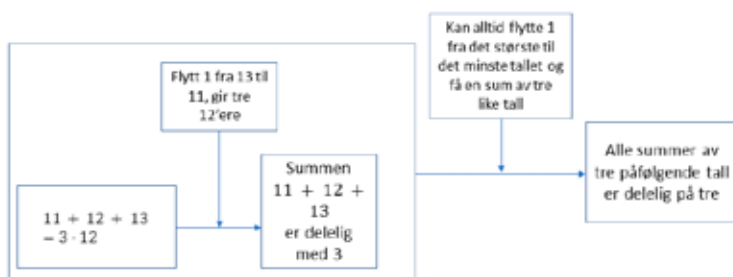 Kan alltid flytte 1
fra det største til
det minste tallet og
få en sum av tre
like tall
Flytt 1 fra 13 til
11, gir tre
12'ere
Alle summer av
tre påfølgende tall
er delelig på tre
Summen
11 + 12 +
13
er delelig
med 3
11 + 12 + 13
= 3 · 12